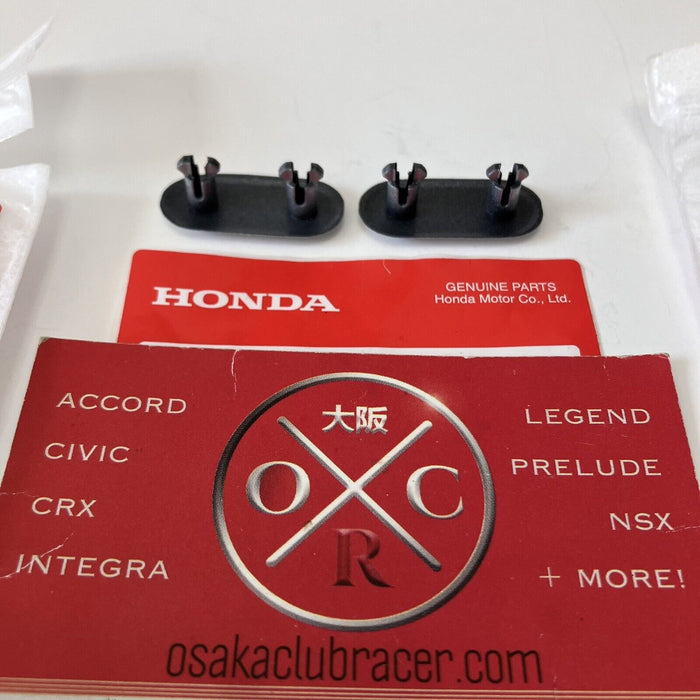 HONDA
GENUINE PARTS
Honda Motor Co., Ltd.
ACCORD
CIVIC
CRX
INTEGRA
大阪
O C
R
LEGEND
PRELUDE
NSX
+ MORE!
osakaclubracer.com